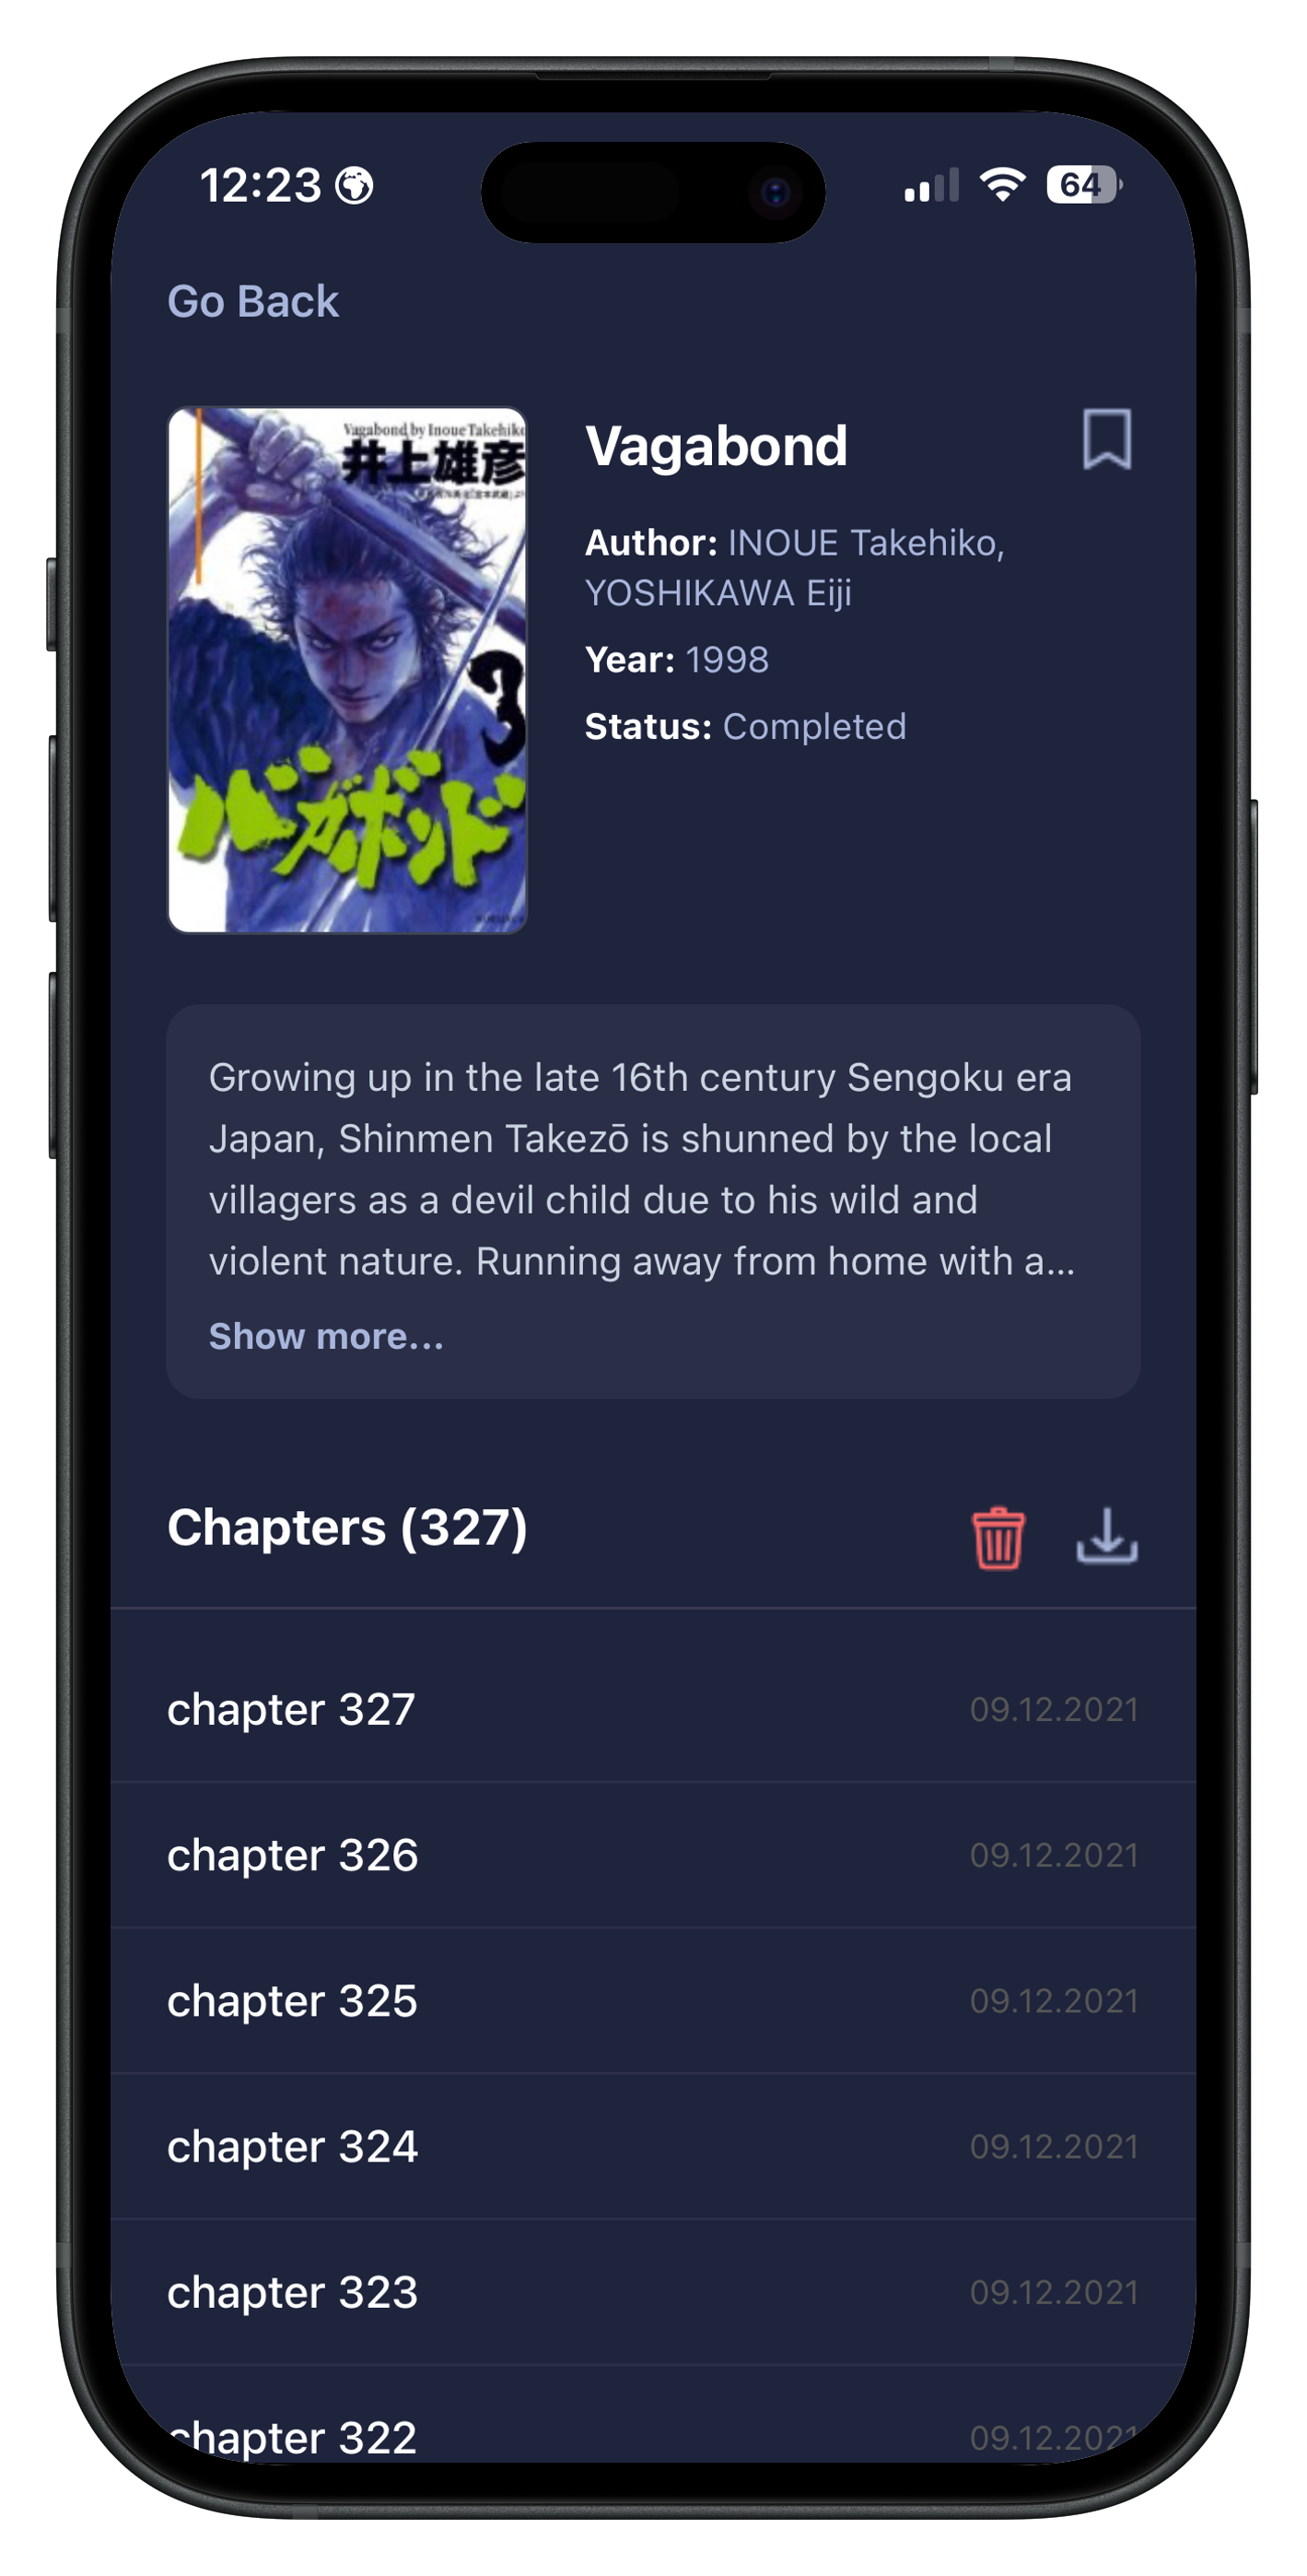 12:23
64
Go Back
Vagabond by Inoue Takehiko
井上雄彦
バガボンド
3
Vagabond
Author: INOUE Takehiko,
YOSHIKAWA Eiji
Year: 1998
Status: Completed
Growing up in the late 16th century Sengoku era
Japan, Shinmen Takezō is shunned by the local
villagers as a devil child due to his wild and
violent nature. Running away from home with a...
Show more...
Chapters (327)
chapter 327 09.12.2021
chapter 326 09.12.2021
chapter 325 09.12.2021
chapter 324 09.12.2021
chapter 323 09.12.2021
chapter 322 09.12.2021